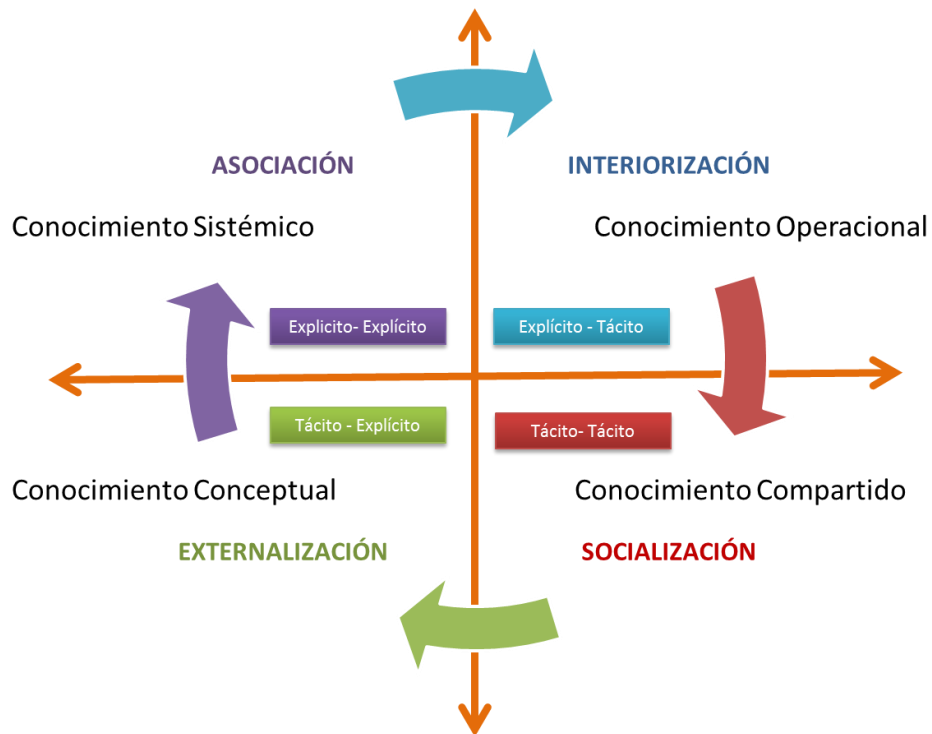 ASOCIACIÓN
INTERIORIZACIÓN
Conocimiento Sistémico
Conocimiento Operacional
Explicito- Explícito
Explícito - Tácito
Tácito - Explícito
Tácito- Tácito
Conocimiento Conceptual
Conocimiento Compartido
EXTERNALIZACIÓN
SOCIALIZACIÓN